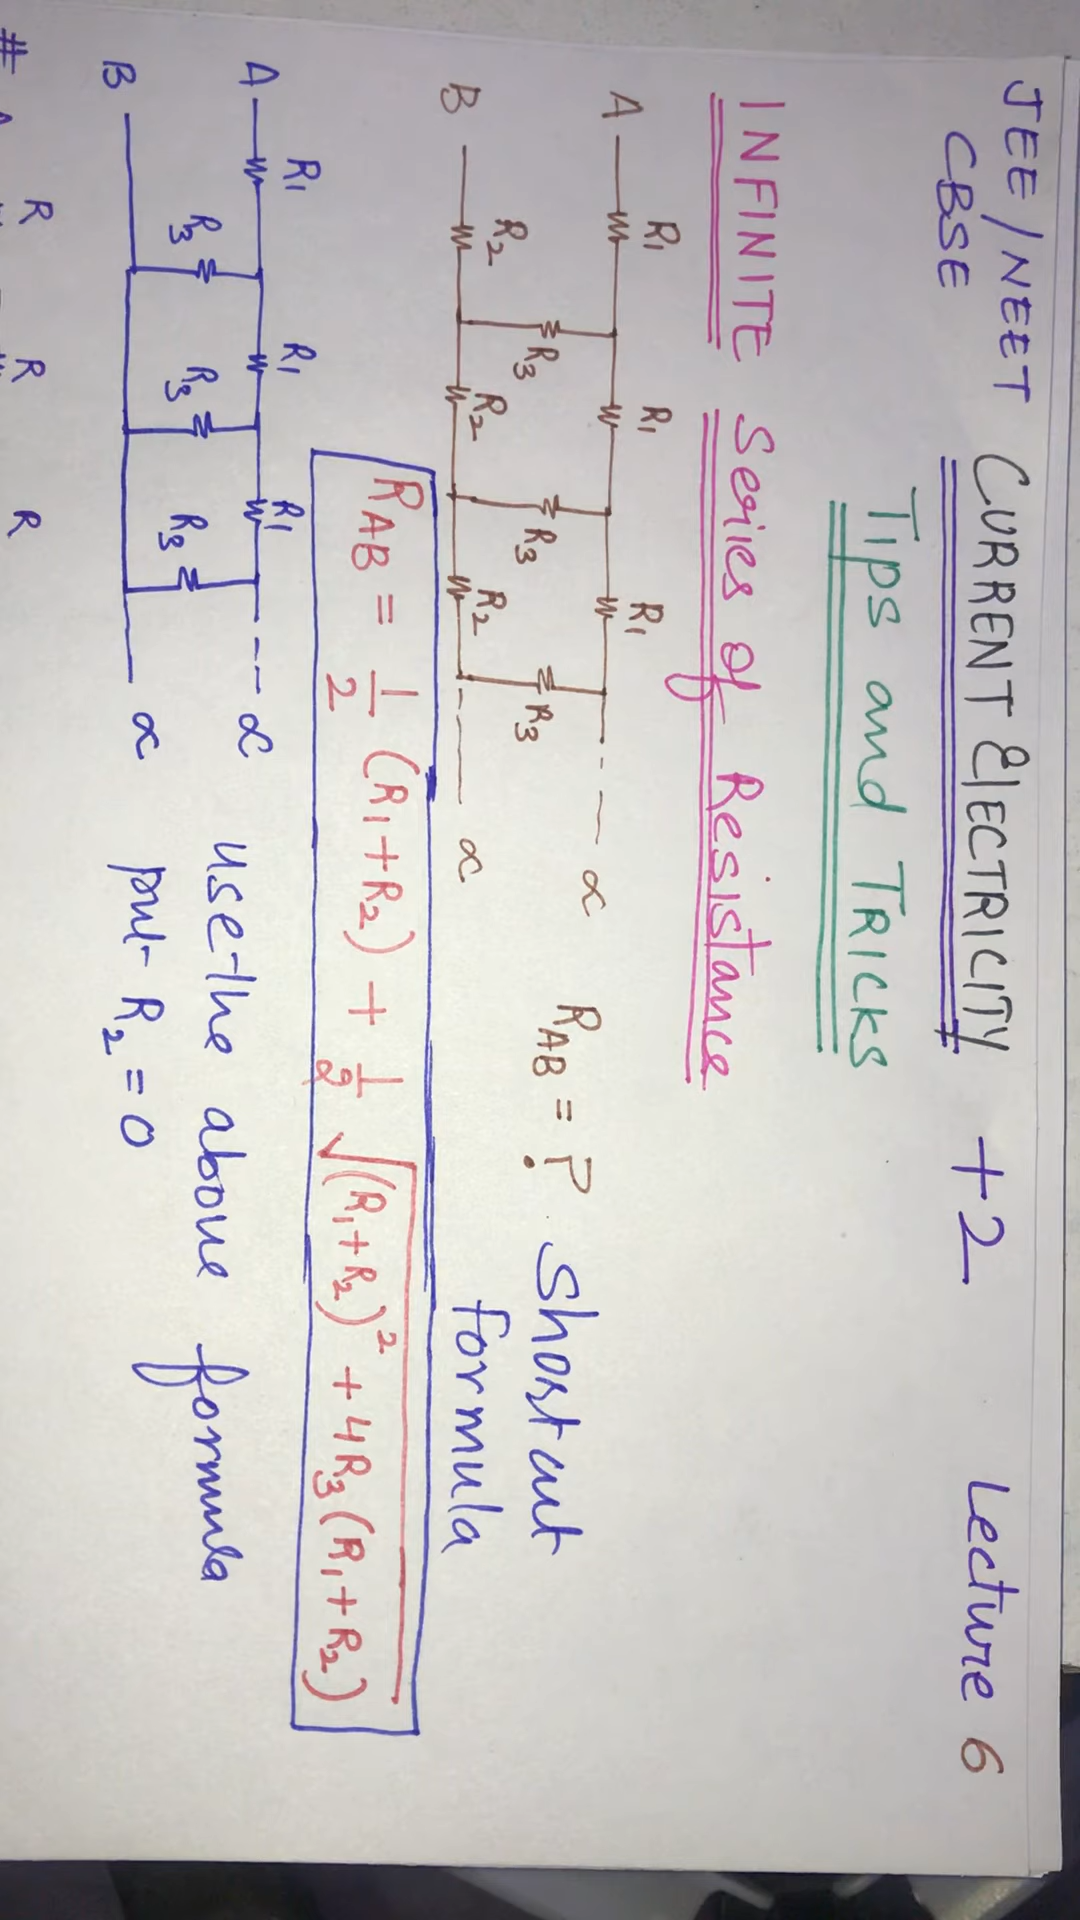 JEE/NEET CURRENT ELECTRICITY +2 Lecture 6
CBSE
Tips and TRICKS
INFINITE Series of Resistance
R1 R1 R1
A α
R3 R3 R3
R2 R2 R2
B α
RAB = ? Shortcut
formula
RAB = 1/2 (R1+R2) + 1/2 √(R1+R2)² + 4R3(R1+R2)
R1 R1 R1
A α
R3 R3 R3
B α
use the above formula
put R2 = 0
#
R R R